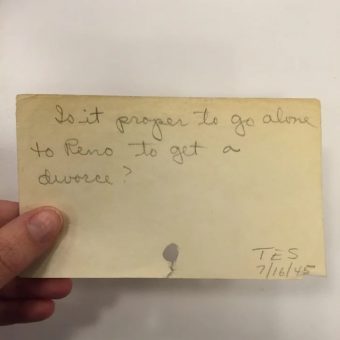 Is it proper to go alone
to Reno to get a
divorce?
TES
7/16/45